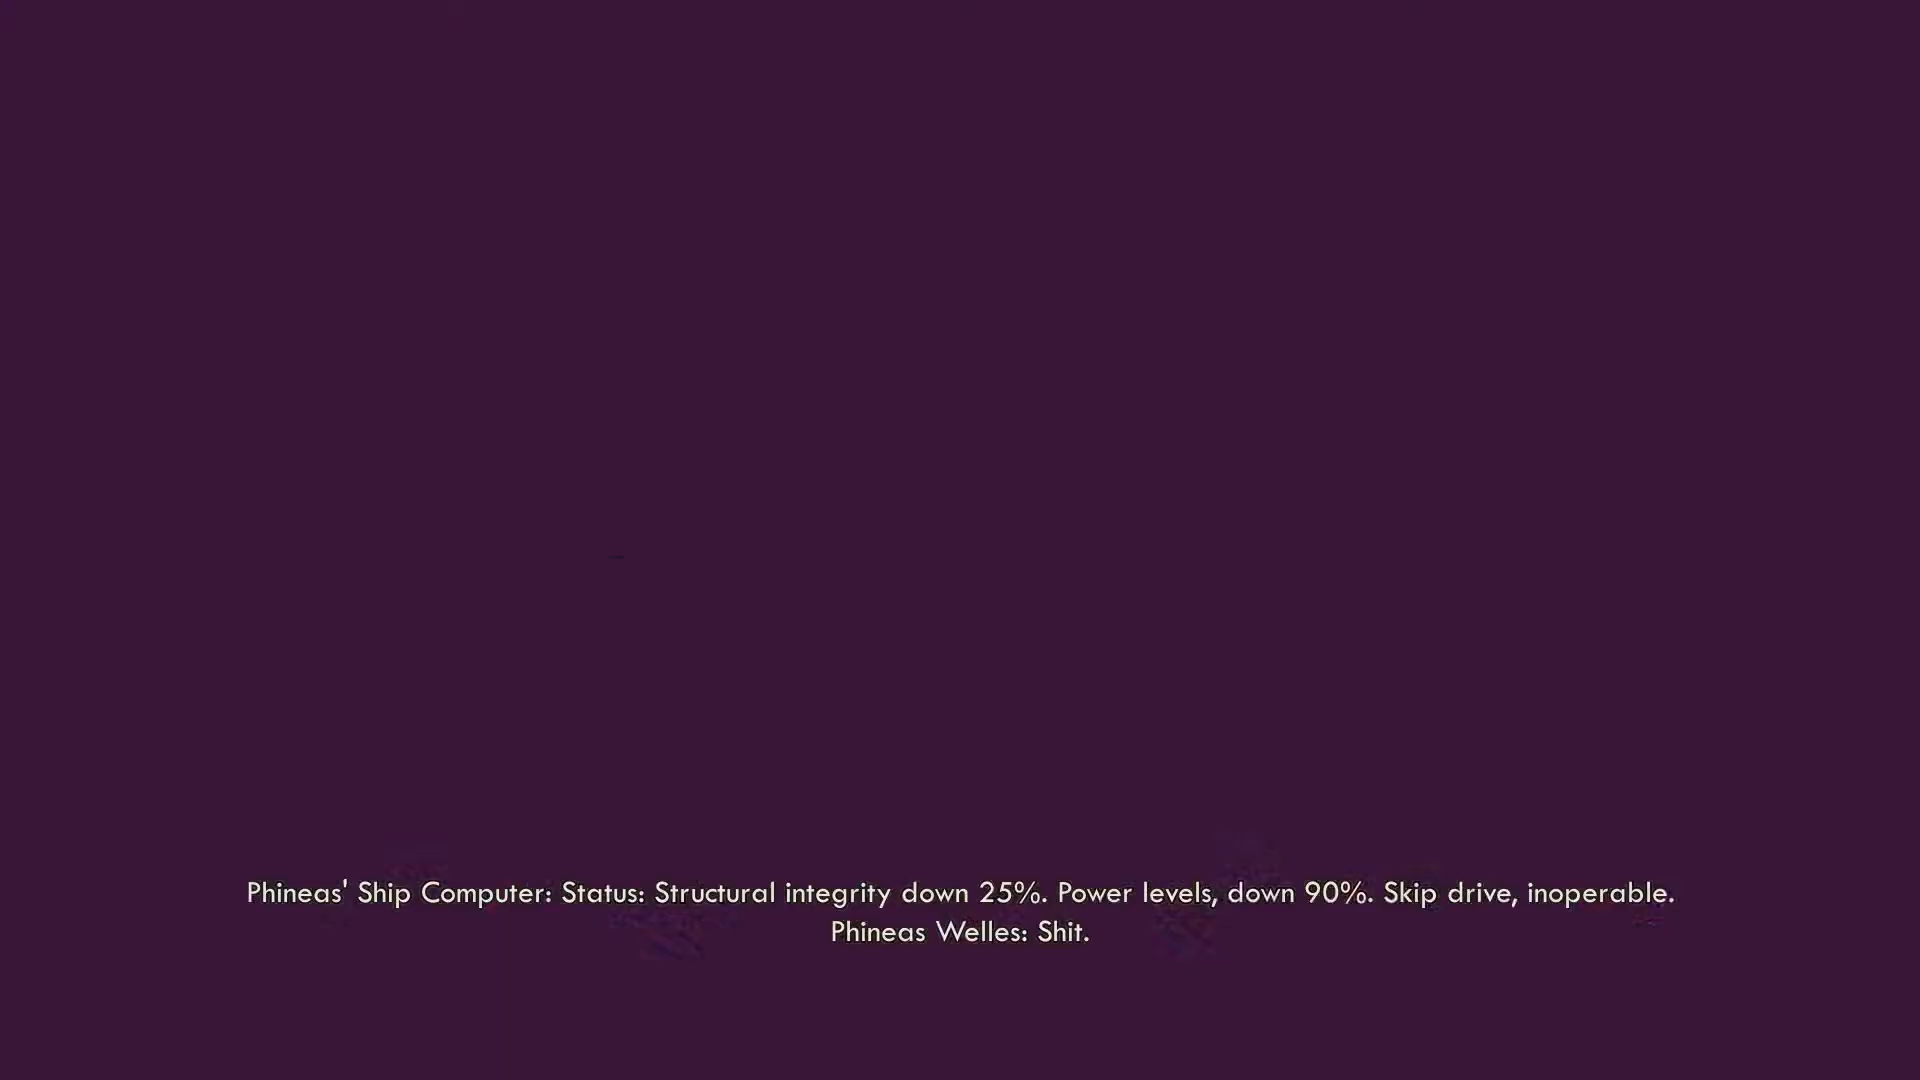 Phineas' Ship Computer: Status: Structural integrity down 25%. Power levels, down 90%. Skip drive, inoperable.
Phineas Welles: Shit.